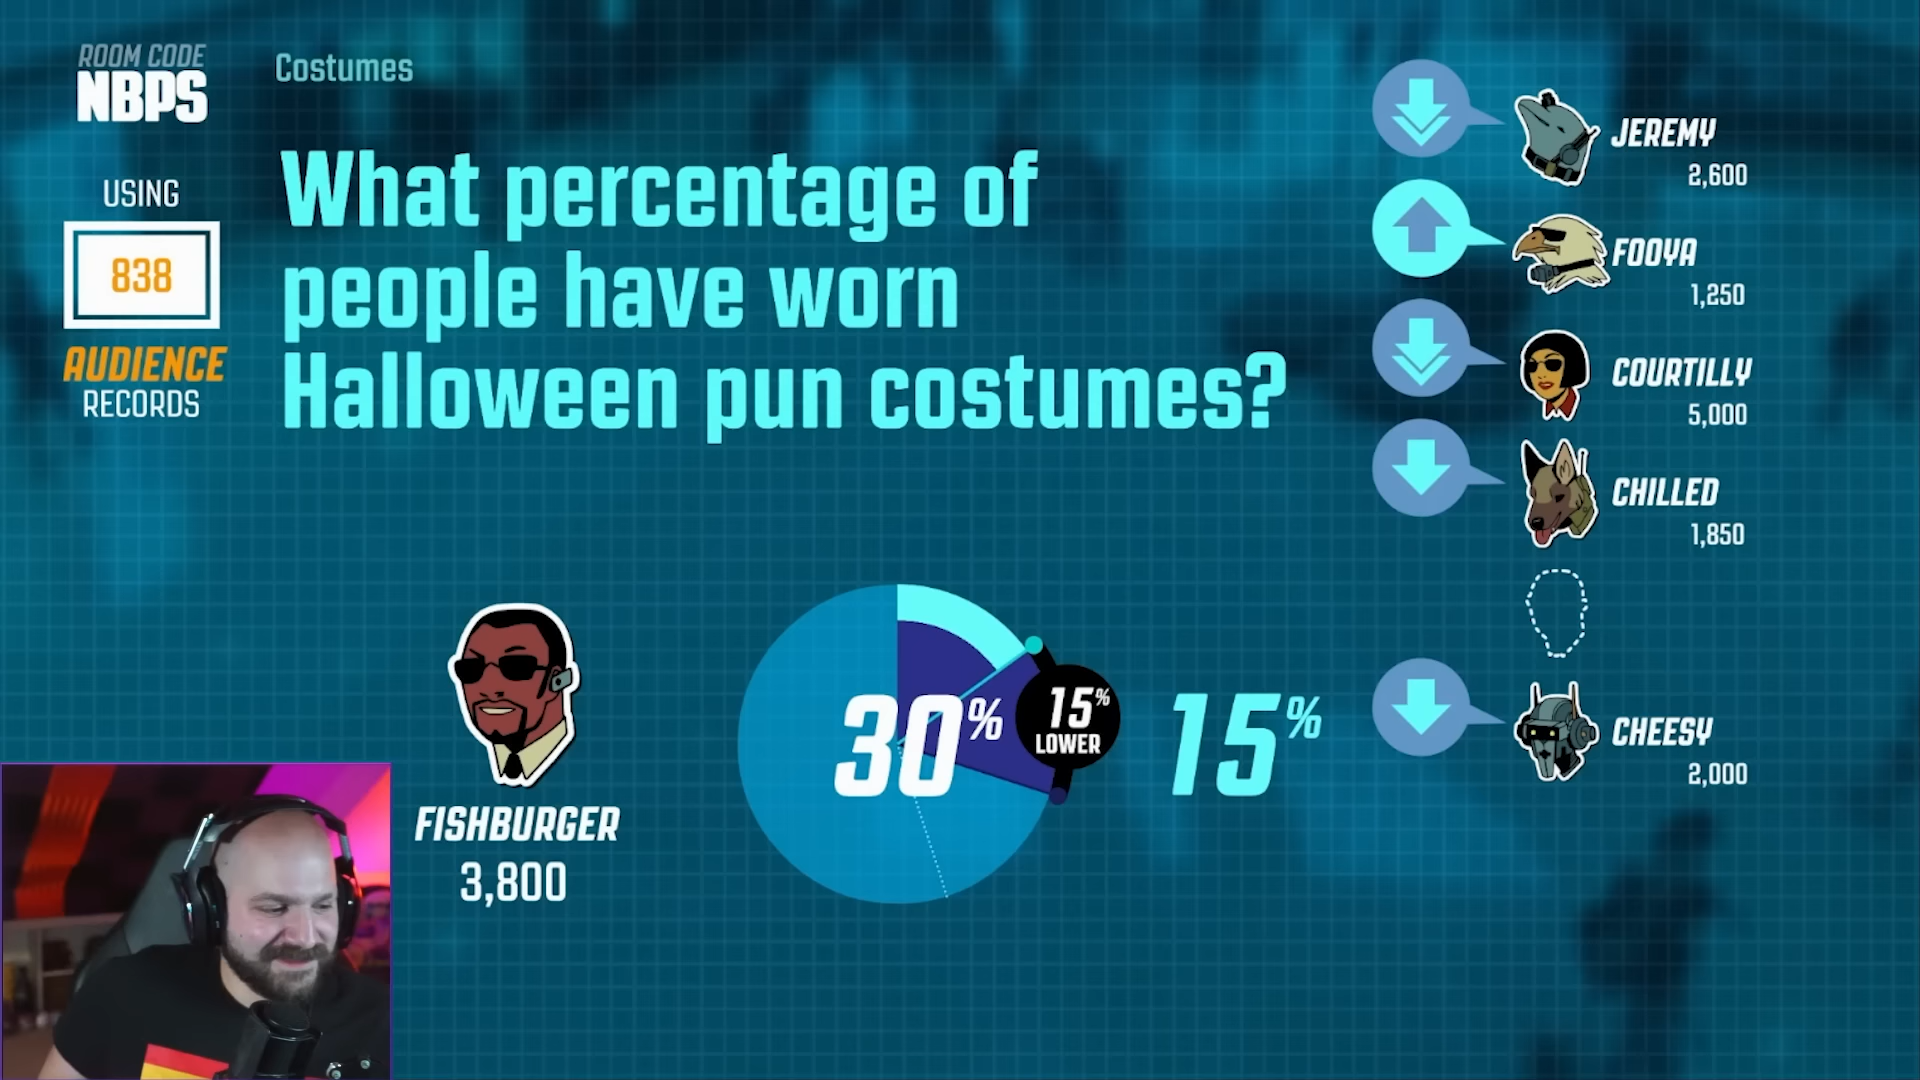 ROOM CODE
NBPS
USING
838
AUDIENCE
RECORDS
Costumes
What percentage of
people have worn
Halloween pun costumes?
FISHBURGER
3,800
30%
15%
LOWER
15%
JEREMY
2,600
FOOYA
1,250
COURTILLY
5,000
CHILLED
1,850
CHEESY
2,000